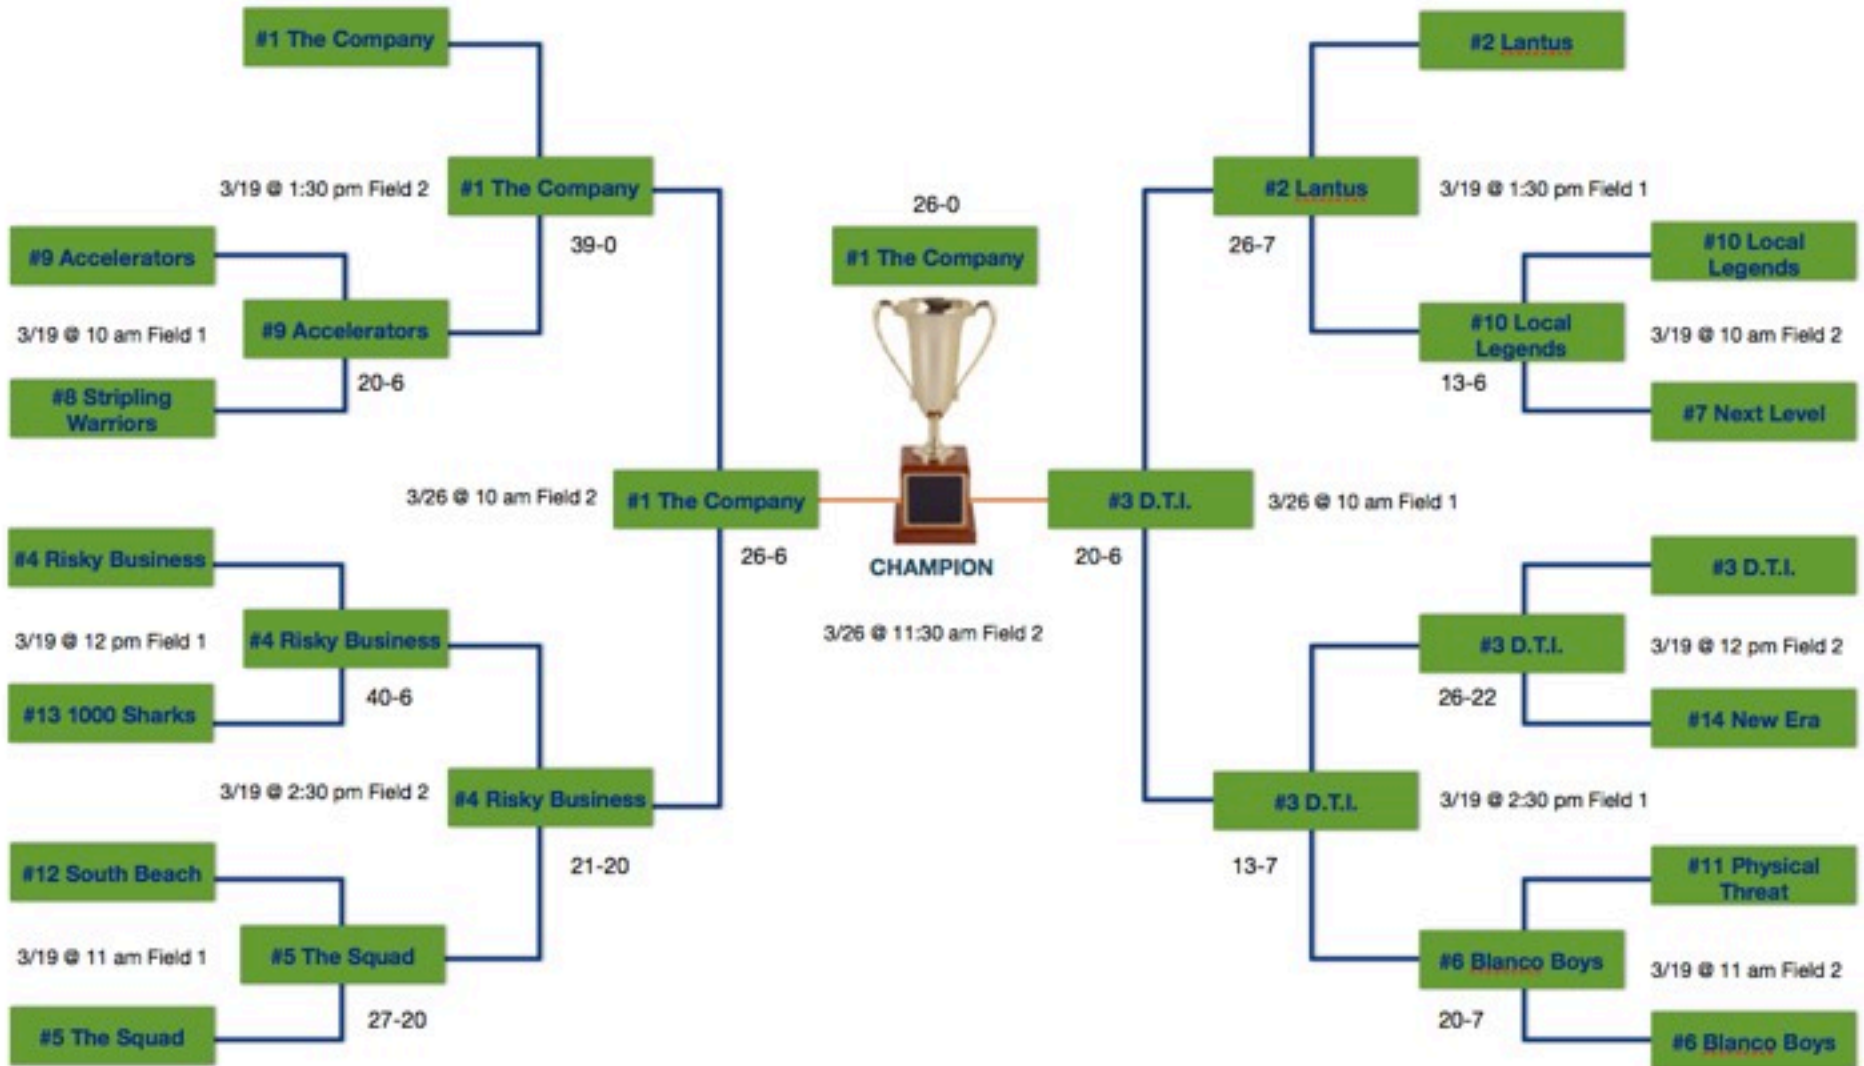 #1 The Company
#2 Lantus
3/19 @ 1:30 pm Field 2
#1 The Company
39-0
26-0
#1 The Company
#2 Lantus
26-7
3/19 @ 1:30 pm Field 1
#9 Accelerators
3/19 @ 10 am Field 1
#9 Accelerators
20-6
#8 Stripling
Warriors
#10 Local
Legends
#10 Local
Legends
13-6
3/19 @ 10 am Field 2
#7 Next Level
3/26 @ 10 am Field 2
#1 The Company
26-6
CHAMPION
3/26 @ 11:30 am Field 2
#3 D.T.I.
20-6
3/26 @ 10 am Field 1
#4 Risky Business
3/19 @ 12 pm Field 1
#4 Risky Business
40-6
#13 1000 Sharks
#3 D.T.I.
#3 D.T.I.
26-22
3/19 @ 12 pm Field 2
#14 New Era
3/19 @ 2:30 pm Field 2
#4 Risky Business
21-20
#3 D.T.I.
13-7
3/19 @ 2:30 pm Field 1
#12 South Beach
3/19 @ 11 am Field 1
#5 The Squad
27-20
#5 The Squad
#11 Physical
Threat
#6 Blanco Boys
20-7
3/19 @ 11 am Field 2
#6 Blanco Boys